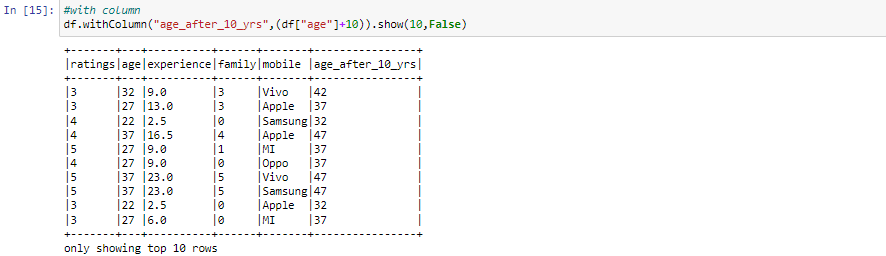 In [15]: #with column
df.withColumn("age_after_10_yrs",(df["age"]+10)).show(10,False)
+-------+---+----------+------+-------+----------------+
|ratings|age|experience|family|mobile |age_after_10_yrs|
+-------+---+----------+------+-------+----------------+
|3      |32 |9.0       |3     |Vivo   |42              |
|3      |27 |13.0      |3     |Apple  |37              |
|4      |22 |2.5       |0     |Samsung|32              |
|4      |37 |16.5      |4     |Apple  |47              |
|5      |27 |9.0       |1     |MI     |37              |
|4      |27 |9.0       |0     |Oppo   |37              |
|5      |37 |23.0      |5     |Vivo   |47              |
|5      |37 |23.0      |5     |Samsung|47              |
|3      |22 |2.5       |0     |Apple  |32              |
|3      |27 |6.0       |0     |MI     |37              |
+-------+---+----------+------+-------+----------------+
only showing top 10 rows